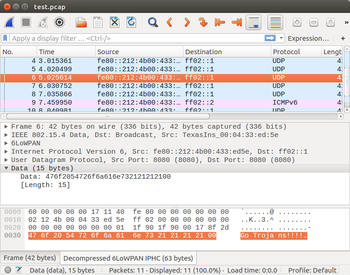 test.pcap
Apply a display filter ... <Ctrl-/>
Expression...
No. Time Source Destination Protocol
4 3.015361 fe80::212:4b00:433:... ff02::1 UDP
5 4.020499 fe80::212:4b00:433:... ff02::1 UDP
6 5.025614 fe80::212:4b00:433:... ff02::1 UDP
7 6.030752 fe80::212:4b00:433:... ff02::1 UDP
8 7.035866 fe80::212:4b00:433:... ff02::1 UDP
9 7.459950 fe80::212:4b00:433:... ff02::2 ICMPv6
10 8.040981 fe80::212:4b00:433:... ff02::1 UDP
Frame 6: 42 bytes on wire (336 bits), 42 bytes captured (336 bits)
IEEE 802.15.4 Data, Dst: Broadcast, Src: TexasIns_00:04:33:ed:5e
6LoWPAN
Internet Protocol Version 6, Src: fe80::212:4b00:433:ed5e, Dst: ff02::1
User Datagram Protocol, Src Port: 8080 (8080), Dst Port: 8080 (8080)
Data (15 bytes)
Data: 476f2054726f6a616e732121212100
[Length: 15]
0000 60 00 00 00 00 17 11 40 fe 80 00 00 00 00 00 00 `......@ ........
0010 02 12 4b 00 04 33 ed 5e ff 02 00 00 00 00 00 00 ..K..3.^ ........
0020 00 00 00 00 00 00 00 01 1f 90 1f 90 00 17 8f 2d ........ .......-
0030 47 6f 20 54 72 6f 6a 61 6e 73 21 21 21 21 00 Go Troja ns!!!!.
Frame (42 bytes) Decompressed 6LoWPAN IPHC (63 bytes)
Data (data), 15 bytes Packets: 11 · Displayed: 11 (100.0%) · Load time: 0:0.0 Profile: Default